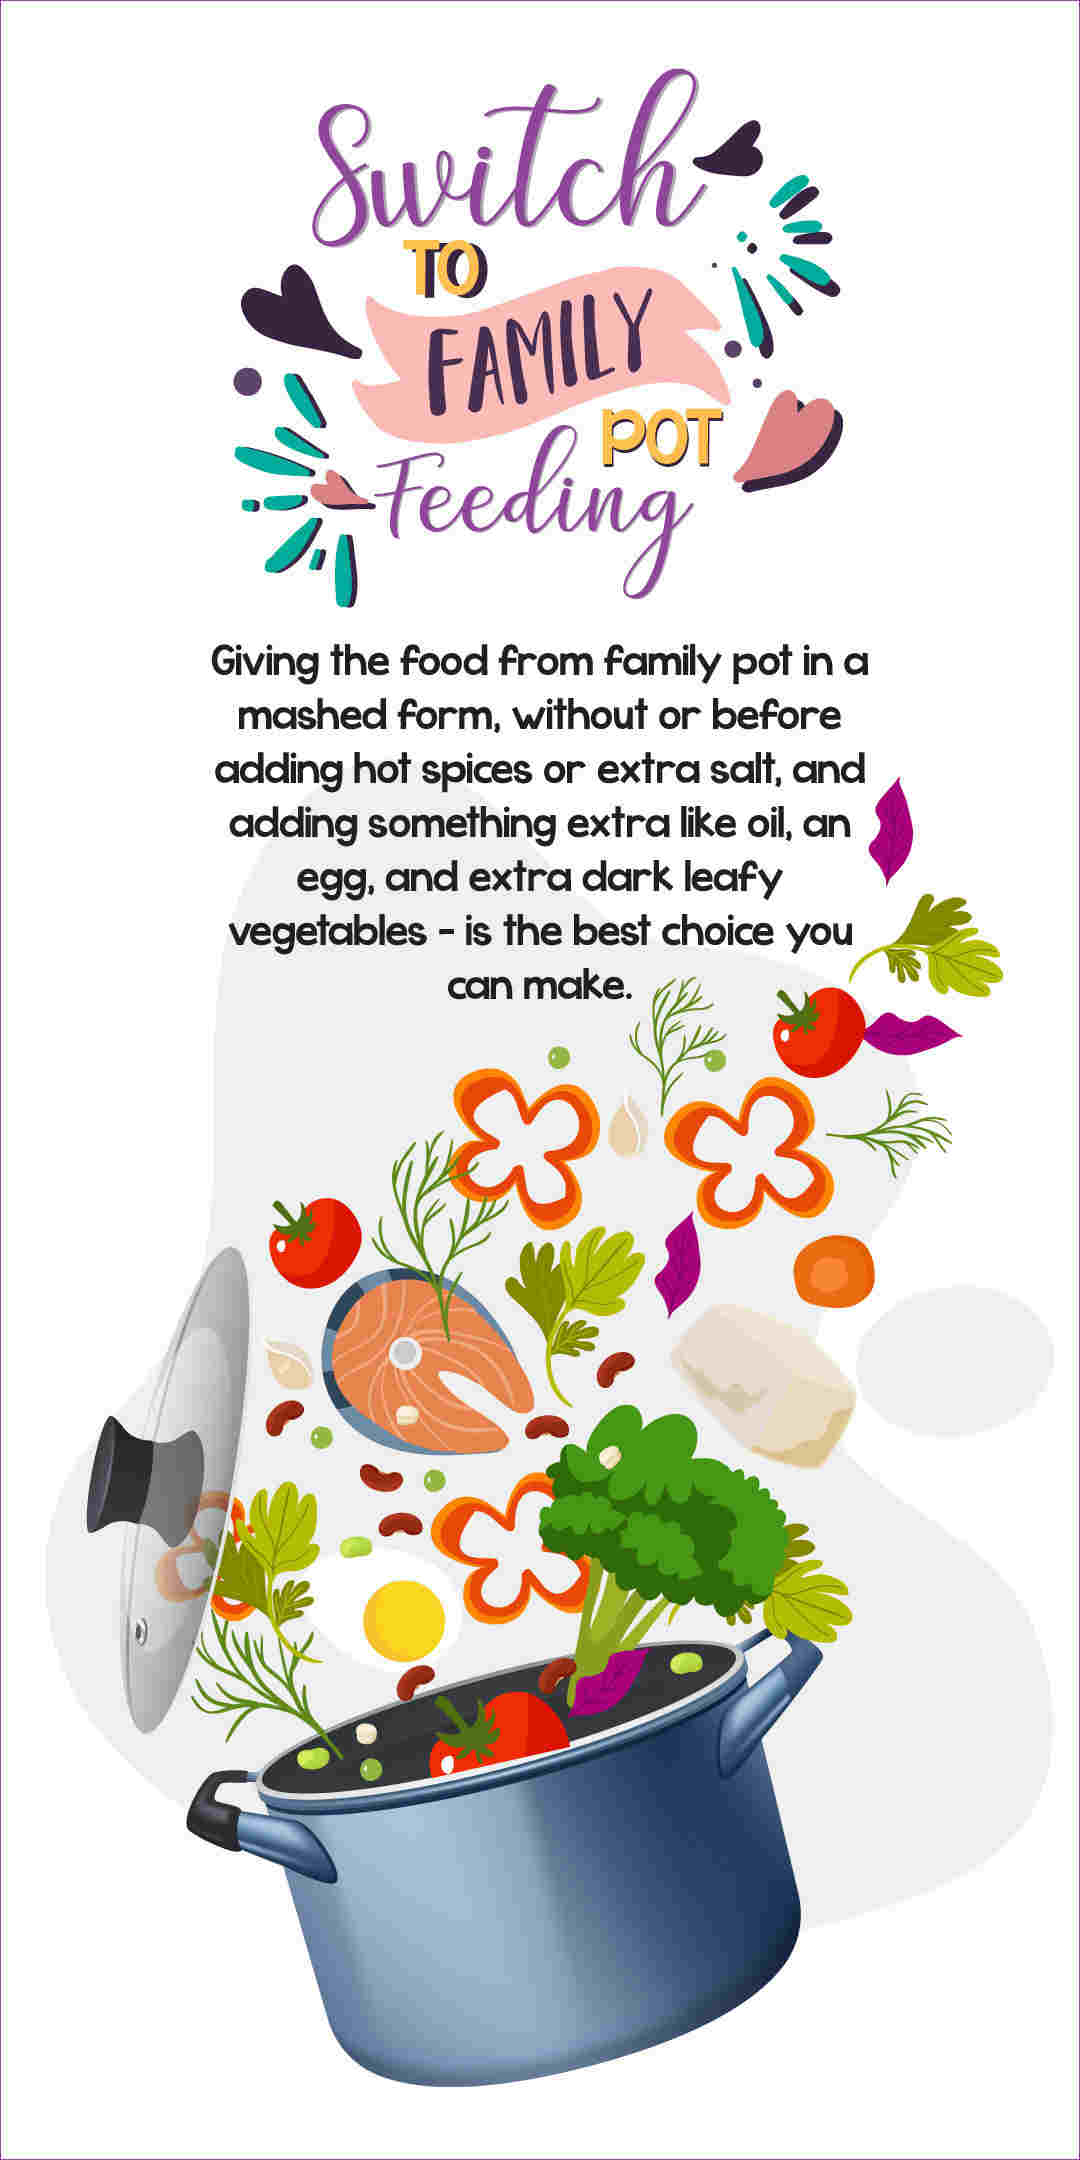 Switch
TO
FAMILY
POT
Feeding
Giving the food from family pot in a
mashed form, without or before
adding hot spices or extra salt, and
adding something extra like oil, an
egg, and extra dark leafy
vegetables - is the best choice you
can make.